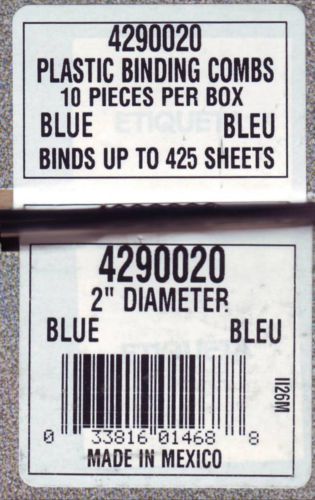 4290020
PLASTIC BINDING COMBS
10 PIECES PER BOX
BLUE BLEU
BINDS UP TO 425 SHEETS
4290020
2" DIAMETER
BLUE BLEU
II26M
0 33816 01468 8
MADE IN MEXICO